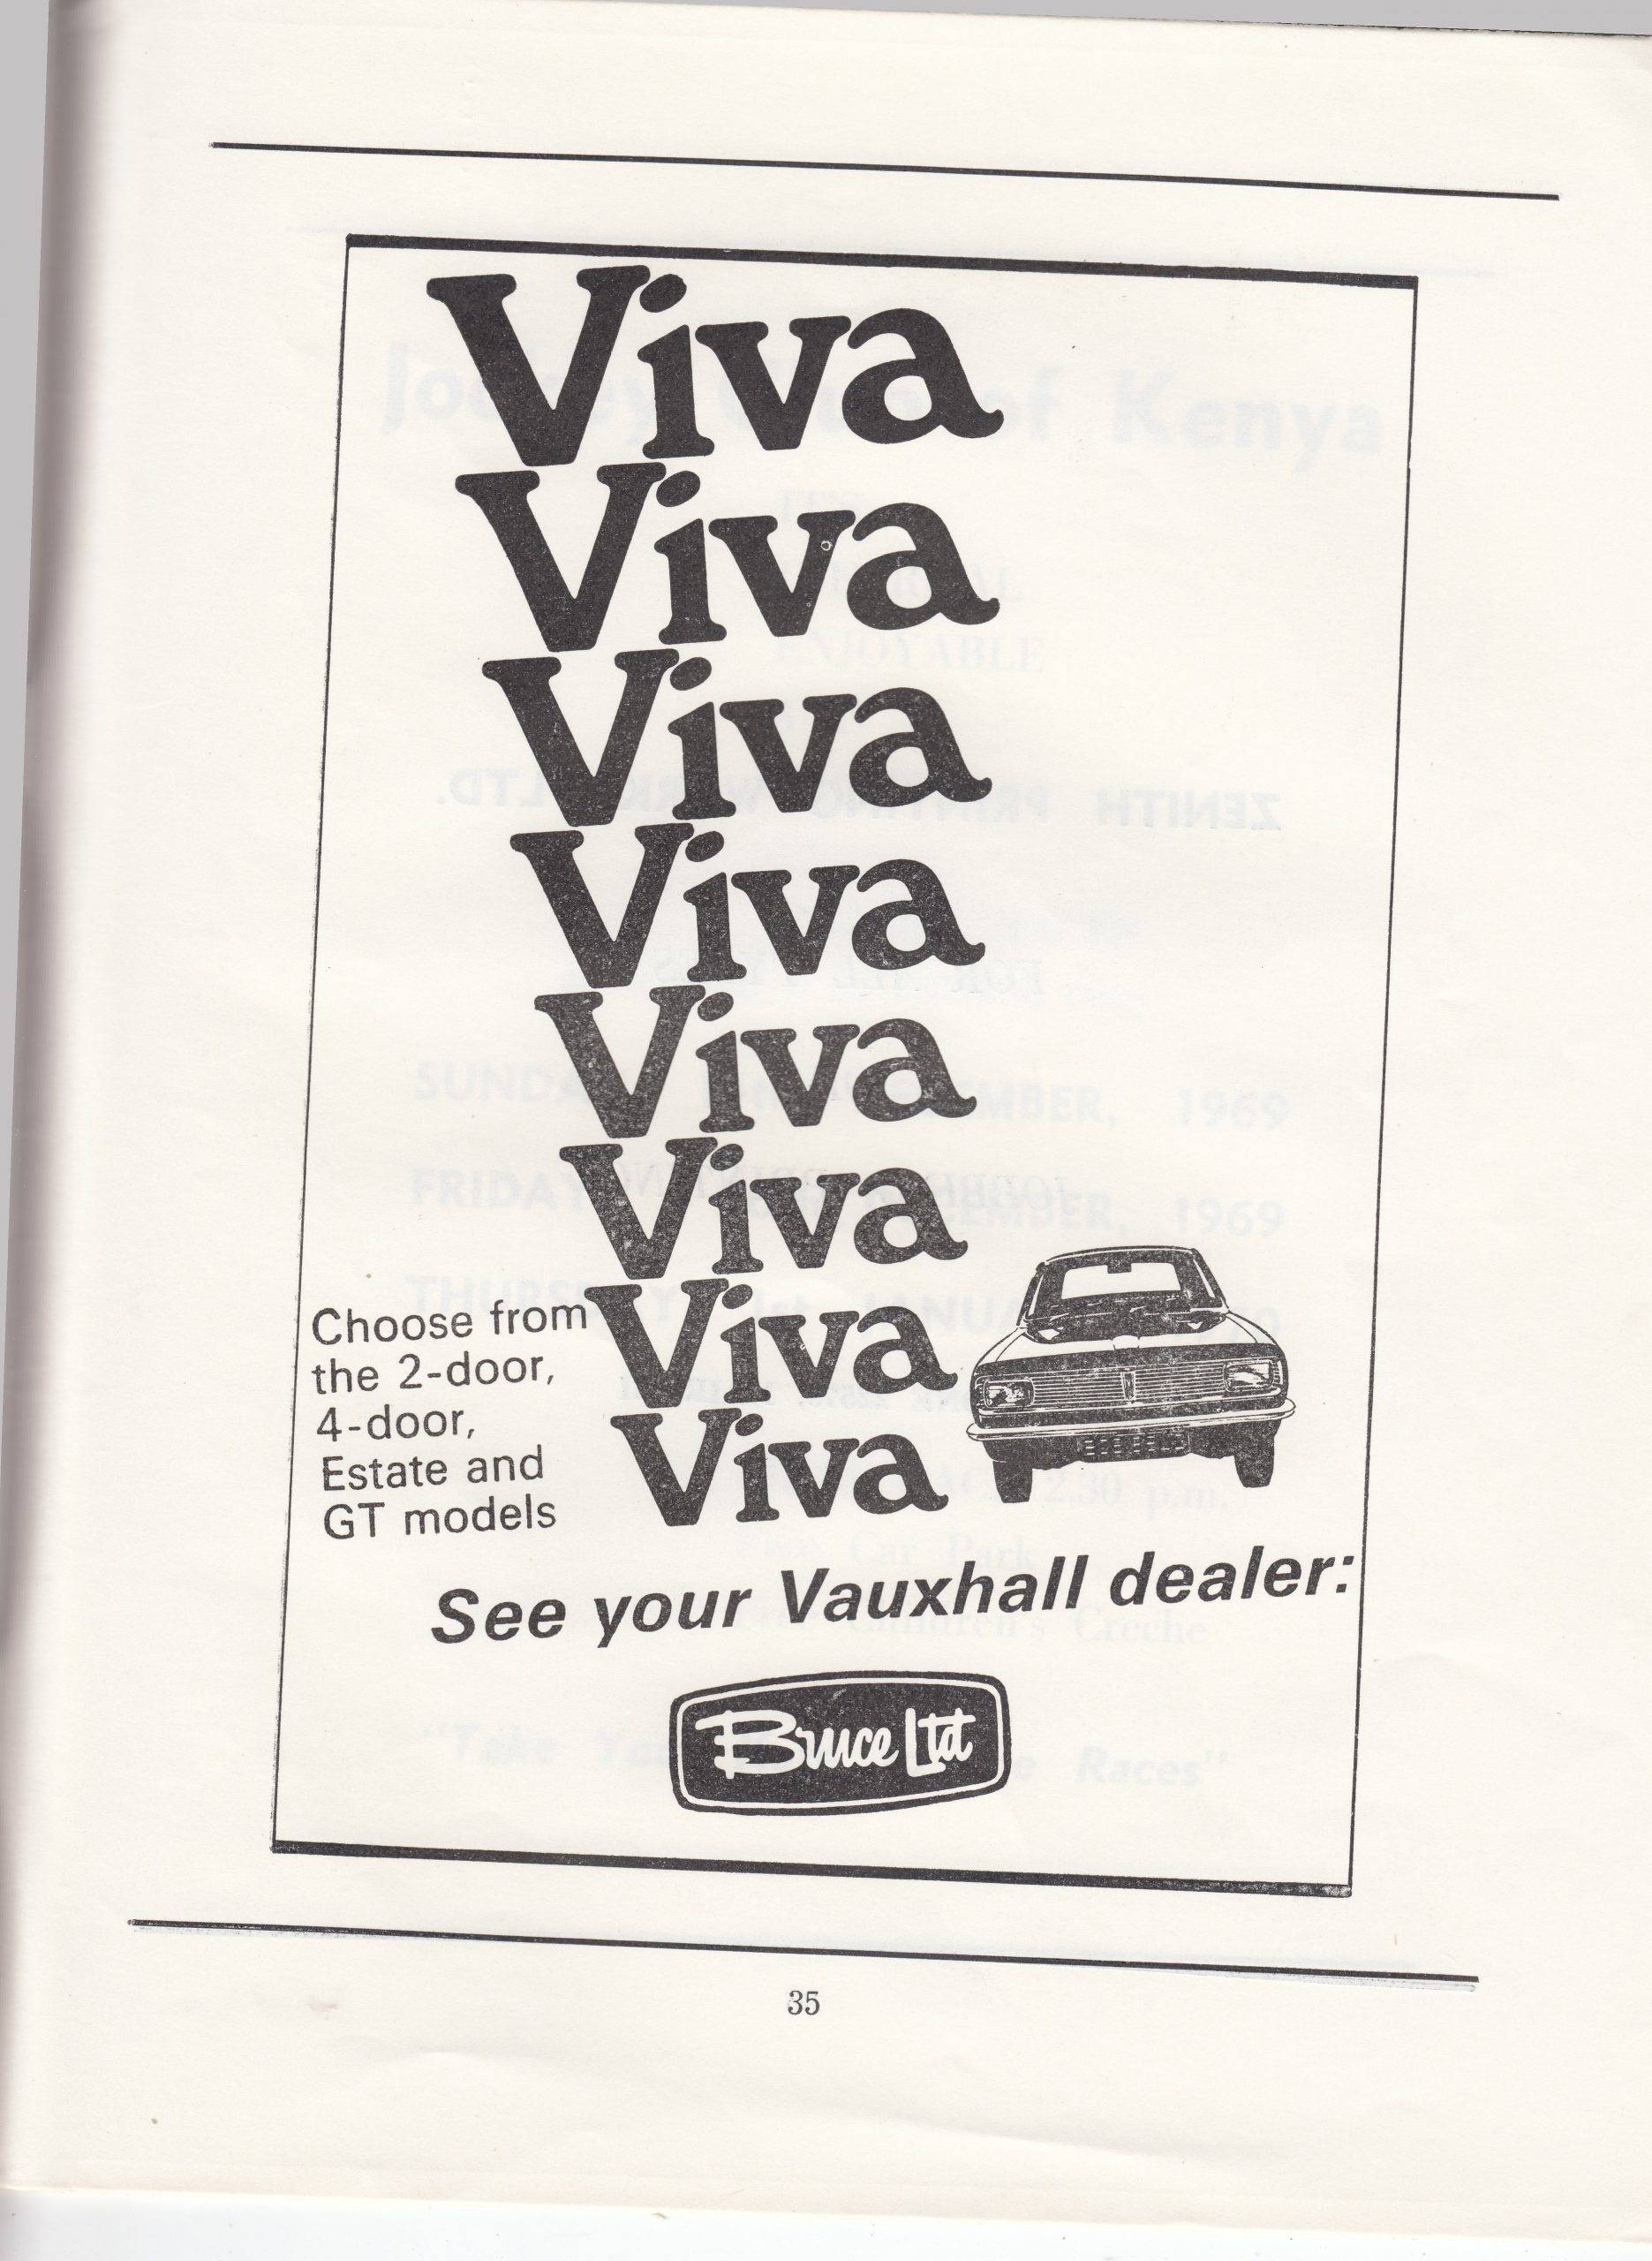 Viva
Viva
Viva
Viva
Viva
Viva
Viva
Viva
Choose from
the 2-door,
4-door,
Estate and
GT models
See your Vauxhall dealer:
Bruce Ltd
35